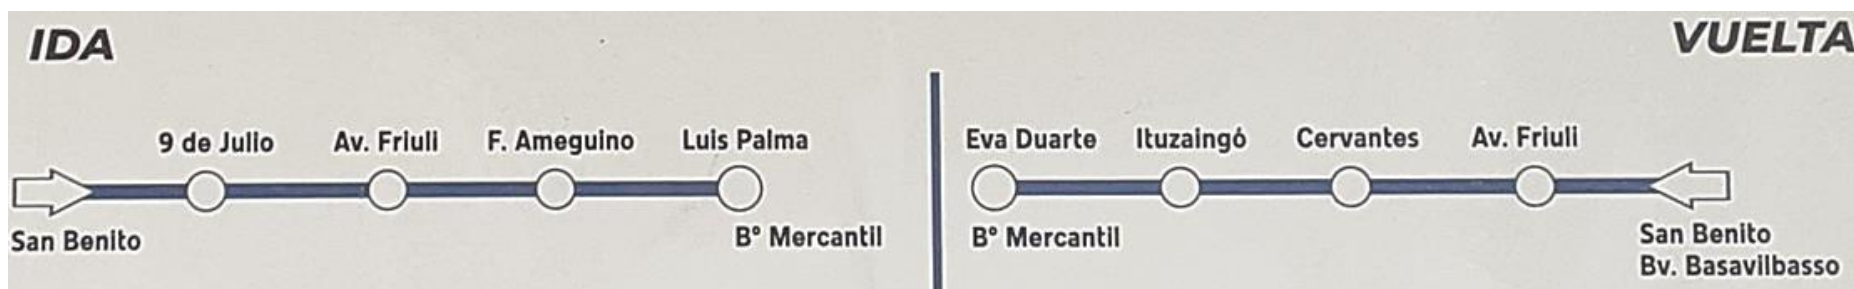 IDA
9 de Julio
Av. Friuli
F. Ameguino
Luis Palma
San Benito
B° Mercantil
VUELTA
Eva Duarte
Ituzaingó
Cervantes
Av. Friuli
B° Mercantil
San Benito
Bv. Basavilbasso